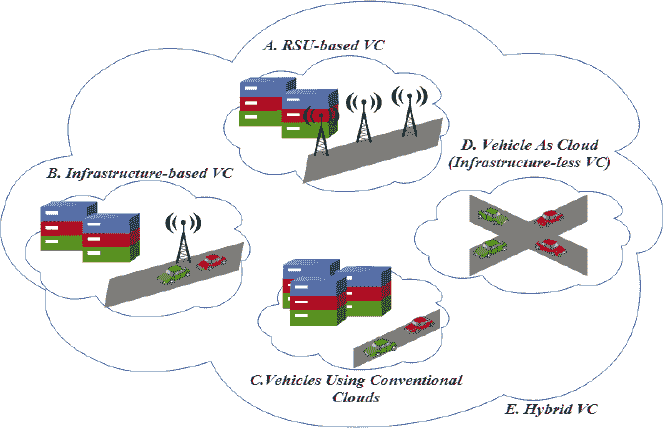 A. RSU-based VC
B. Infrastructure-based VC
D. Vehicle As Cloud
(Infrastructure-less VC)
C.Vehicles Using Conventional
Clouds
E. Hybrid VC